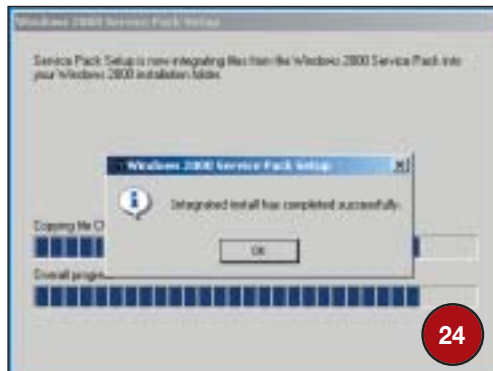 Windows 2000 Service Pack Setup
Service Pack Setup is now integrating files from the Windows 2000 Service Pack into
your Windows 2000 installation folder.
Windows 2000 Service Pack Setup
Integrated install has completed successfully.
Copying file C
OK
Overall progre
24